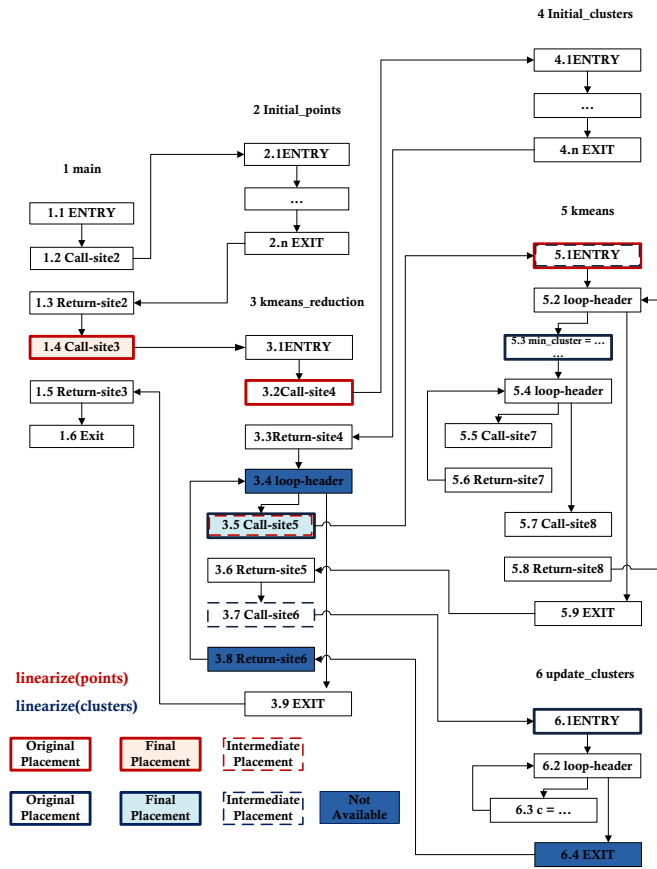 4 Initial_clusters
4.1ENTRY
...
4.n EXIT
2 Initial_points
2.1ENTRY
...
2.n EXIT
1 main
1.1 ENTRY
1.2 Call-site2
1.3 Return-site2
1.4 Call-site3
1.5 Return-site3
1.6 Exit
3 kmeans_reduction
3.1ENTRY
3.2Call-site4
3.3Return-site4
3.4 loop-header
3.5 Call-site5
3.6 Return-site5
3.7 Call-site6
3.8 Return-site6
3.9 EXIT
5 kmeans
5.1ENTRY
5.2 loop-header
5.3 min_cluster = ...
...
5.4 loop-header
5.5 Call-site7
5.6 Return-site7
5.7 Call-site8
5.8 Return-site8
5.9 EXIT
6 update_clusters
6.1ENTRY
6.2 loop-header
6.3 c = ...
6.4 EXIT
linearize(points)
linearize(clusters)
Original
Placement
Final
Placement
Intermediate
Placement
Original
Placement
Final
Placement
Intermediate
Placement
Not
Available